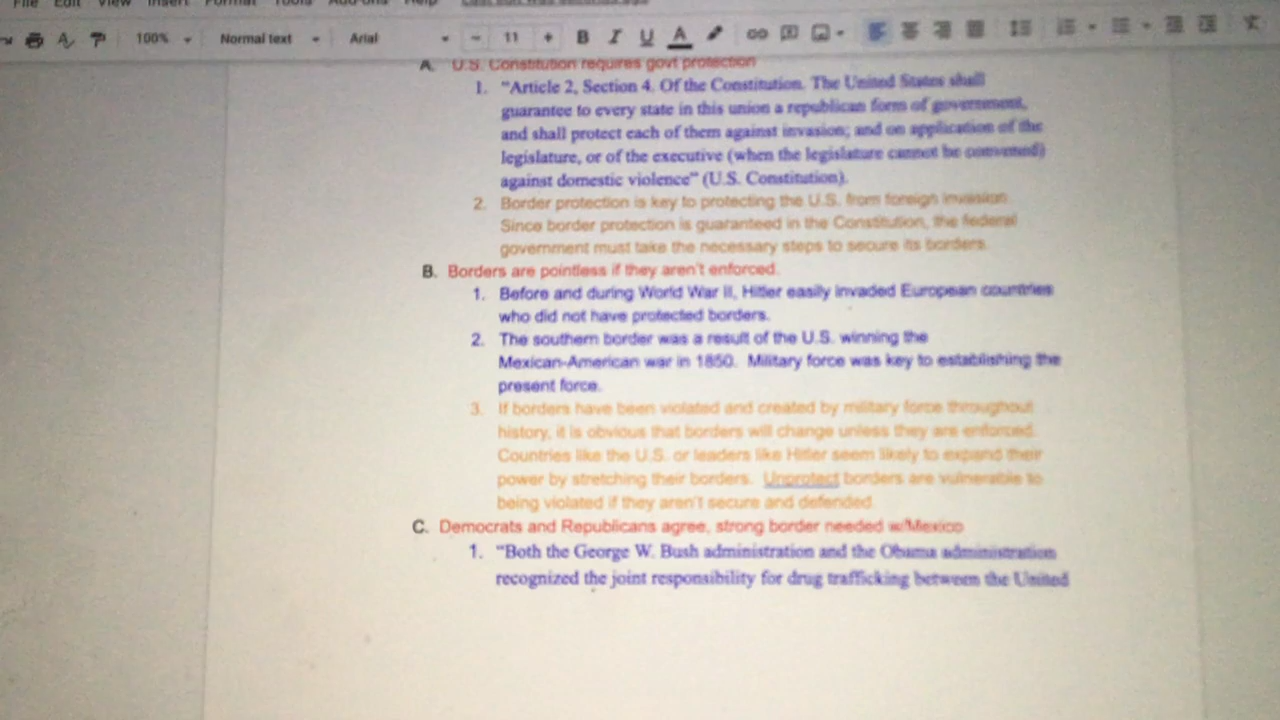 File Edit View Insert Format Tools Add-ons Help
100% Normal text Arial - 11 + B I U A
A. U.S. Constitution requires govt protection
1. "Article 2, Section 4. Of the Constitution. The United States shall
guarantee to every state in this union a republican form of government,
and shall protect each of them against invasion; and on application of the
legislature, or of the executive (when the legislature cannot be convened)
against domestic violence" (U.S. Constitution).
2. Border protection is key to protecting the U.S. from foreign invasion.
Since border protection is guaranteed in the Constitution, the federal
government must take the necessary steps to secure its borders.
B. Borders are pointless if they aren't enforced.
1. Before and during World War II, Hitler easily invaded European countries
who did not have protected borders.
2. The southern border was a result of the U.S. winning the
Mexican-American war in 1850. Military force was key to establishing the
present force.
3. If borders have been violated and created by military force throughout
history, it is obvious that borders will change unless they are enforced.
Countries like the U.S. or leaders like Hitler seem likely to expand their
power by stretching their borders. Unprotect borders are vulnerable to
being violated if they aren't secure and defended.
C. Democrats and Republicans agree, strong border needed w/Mexico
1. "Both the George W. Bush administration and the Obama administration
recognized the joint responsibility for drug trafficking between the United